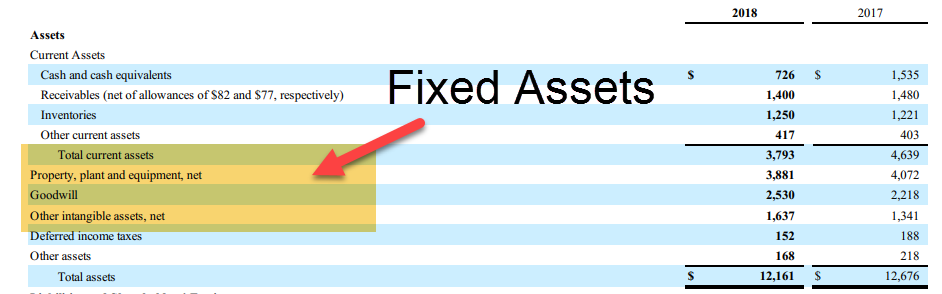 2018 2017
Assets
Current Assets
Cash and cash equivalents $ 726 $ 1,535
Receivables (net of allowances of $82 and $77, respectively) 1,400 1,480
Fixed Assets
Inventories 1,250 1,221
Other current assets 417 403
Total current assets 3,793 4,639
Property, plant and equipment, net 3,881 4,072
Goodwill 2,530 2,218
Other intangible assets, net 1,637 1,341
Deferred income taxes 152 188
Other assets 168 218
Total assets $ 12,161 $ 12,676